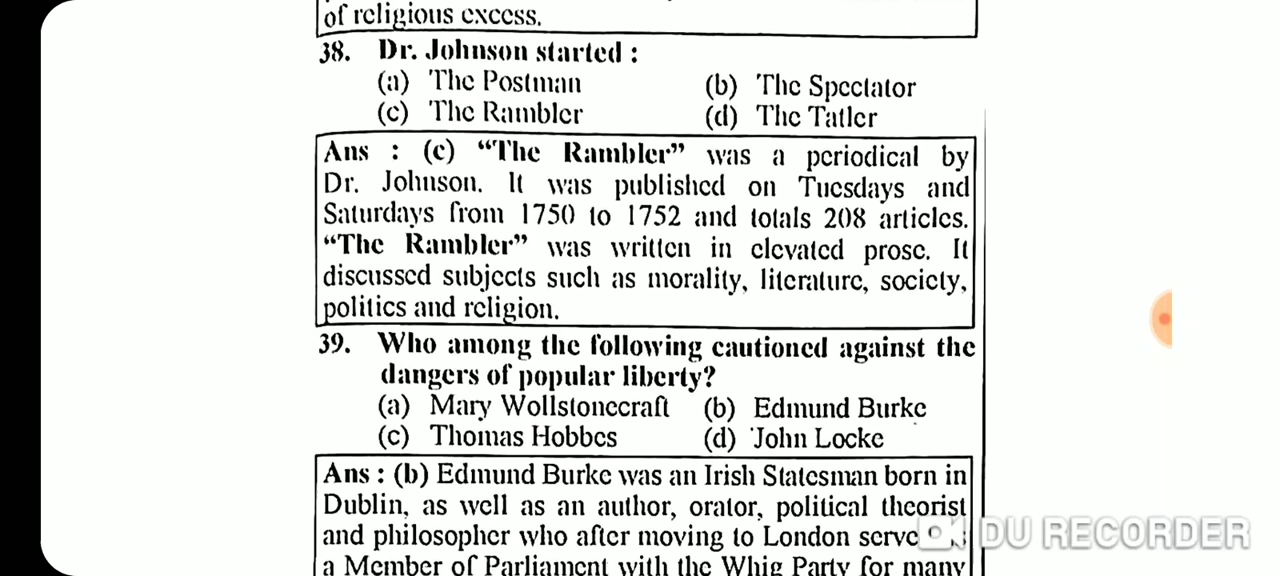 of religious excess.
38. Dr. Johnson started :
(a) The Postman (b) The Spectator
(c) The Rambler (d) The Tatler
Ans : (c) “The Rambler” was a periodical by
Dr. Johnson. It was published on Tuesdays and
Saturdays from 1750 to 1752 and totals 208 articles.
“The Rambler” was written in elevated prose. It
discussed subjects such as morality, literature, society,
politics and religion.
39. Who among the following cautioned against the
dangers of popular liberty?
(a) Mary Wollstonecraft (b) Edmund Burke
(c) Thomas Hobbes (d) John Locke
Ans : (b) Edmund Burke was an Irish Statesman born in
Dublin, as well as an author, orator, political theorist
and philosopher who after moving to London
a Member of Parliament with the Whig Party for many
DU RECORDER